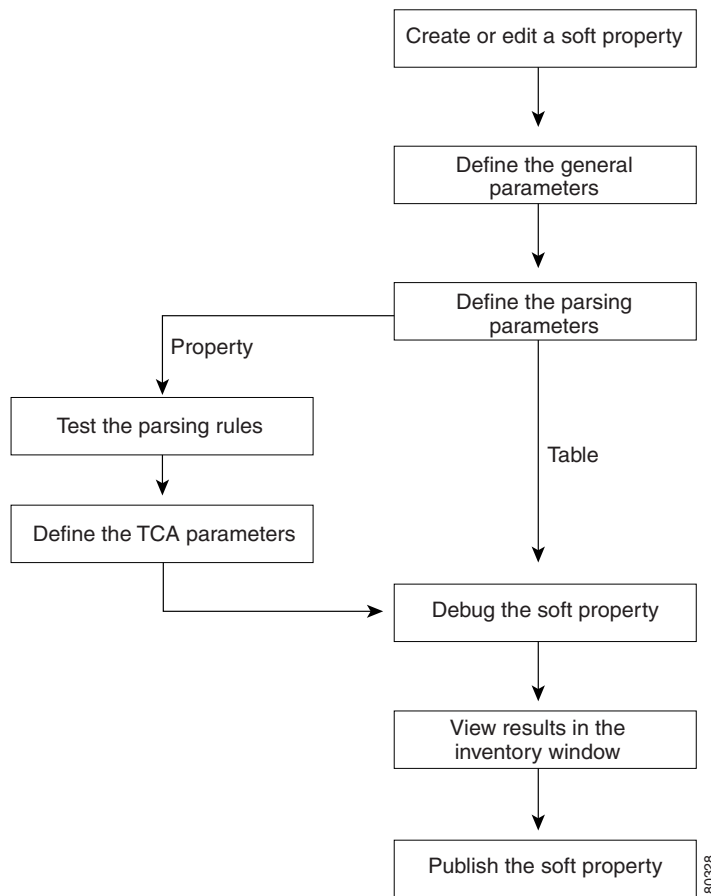 Create or edit a soft property
Define the general
parameters
Define the parsing
parameters
Property
Test the parsing rules
Table
Define the TCA parameters
Debug the soft property
View results in the
inventory window
Publish the soft property
80328